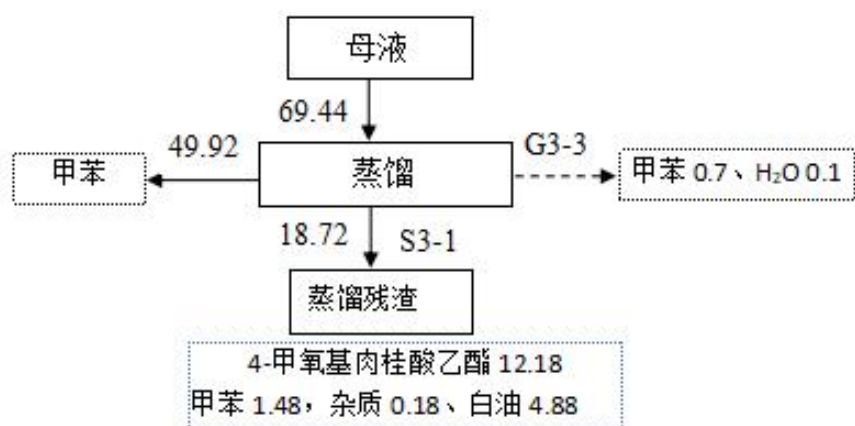 母液
69.44
49.92
G3-3
甲苯
蒸馏
甲苯 0.7、H₂O 0.1
18.72
S3-1
蒸馏残渣
4-甲氧基肉桂酸乙酯 12.18
甲苯 1.48，杂质 0.18、白油 4.88